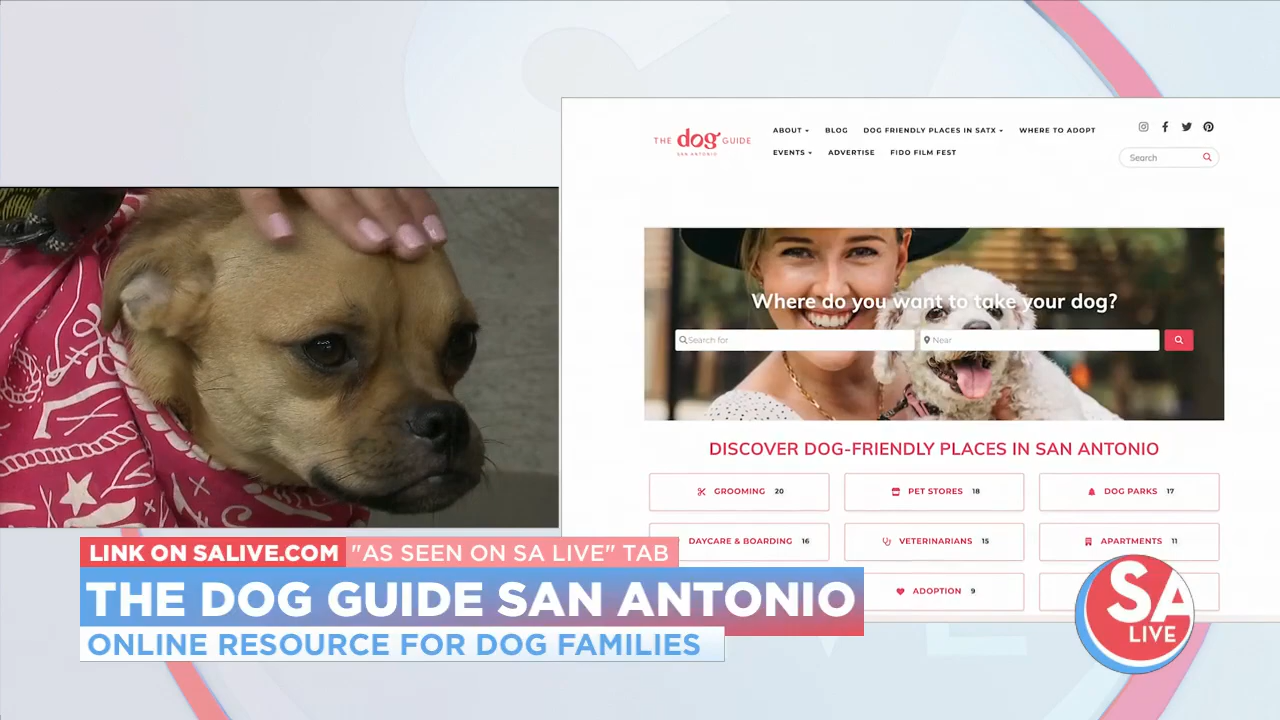 THE dog GUIDE
SAN ANTONIO
ABOUT
BLOG
DOG FRIENDLY PLACES IN SATX
WHERE TO ADOPT
EVENTS
ADVERTISE
FIDO FILM FEST
Search
Where do you want to take your dog?
Search for
Near
DISCOVER DOG-FRIENDLY PLACES IN SAN ANTONIO
GROOMING 20
PET STORES 18
DOG PARKS 17
DAYCARE & BOARDING 16
VETERINARIANS 15
APARTMENTS 11
ADOPTION 9
LINK ON SALIVE.COM "AS SEEN ON SA LIVE" TAB
THE DOG GUIDE SAN ANTONIO
ONLINE RESOURCE FOR DOG FAMILIES
SA
LIVE